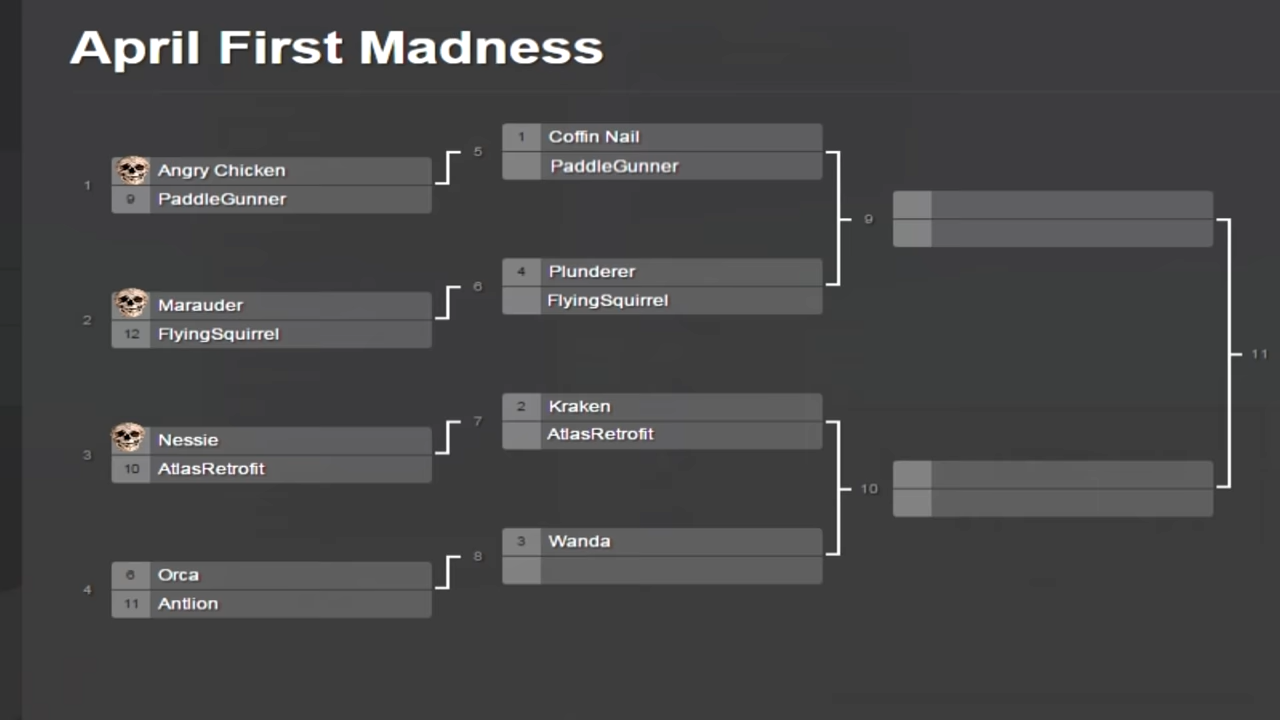 April First Madness
1
Angry Chicken
9 PaddleGunner
2
Marauder
12 FlyingSquirrel
3
Nessie
10 AtlasRetrofit
4
6 Orca
11 Antlion
5
1 Coffin Nail
PaddleGunner
6
4 Plunderer
FlyingSquirrel
7
2 Kraken
AtlasRetrofit
8
3 Wanda
9
10
11